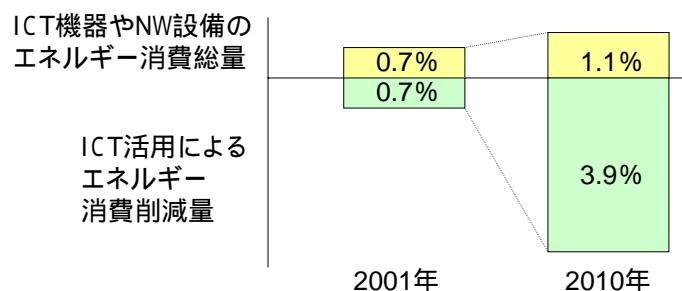 ICT機器やNW設備の
エネルギー消費総量
0.7%
1.1%
0.7%
ICT活用による
エネルギー
消費削減量
3.9%
2001年
2010年